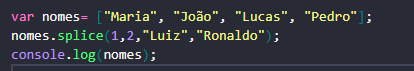 var nomes= ["Maria", "João", "Lucas", "Pedro"];
nomes.splice(1,2,"Luiz","Ronaldo");
console.log(nomes);